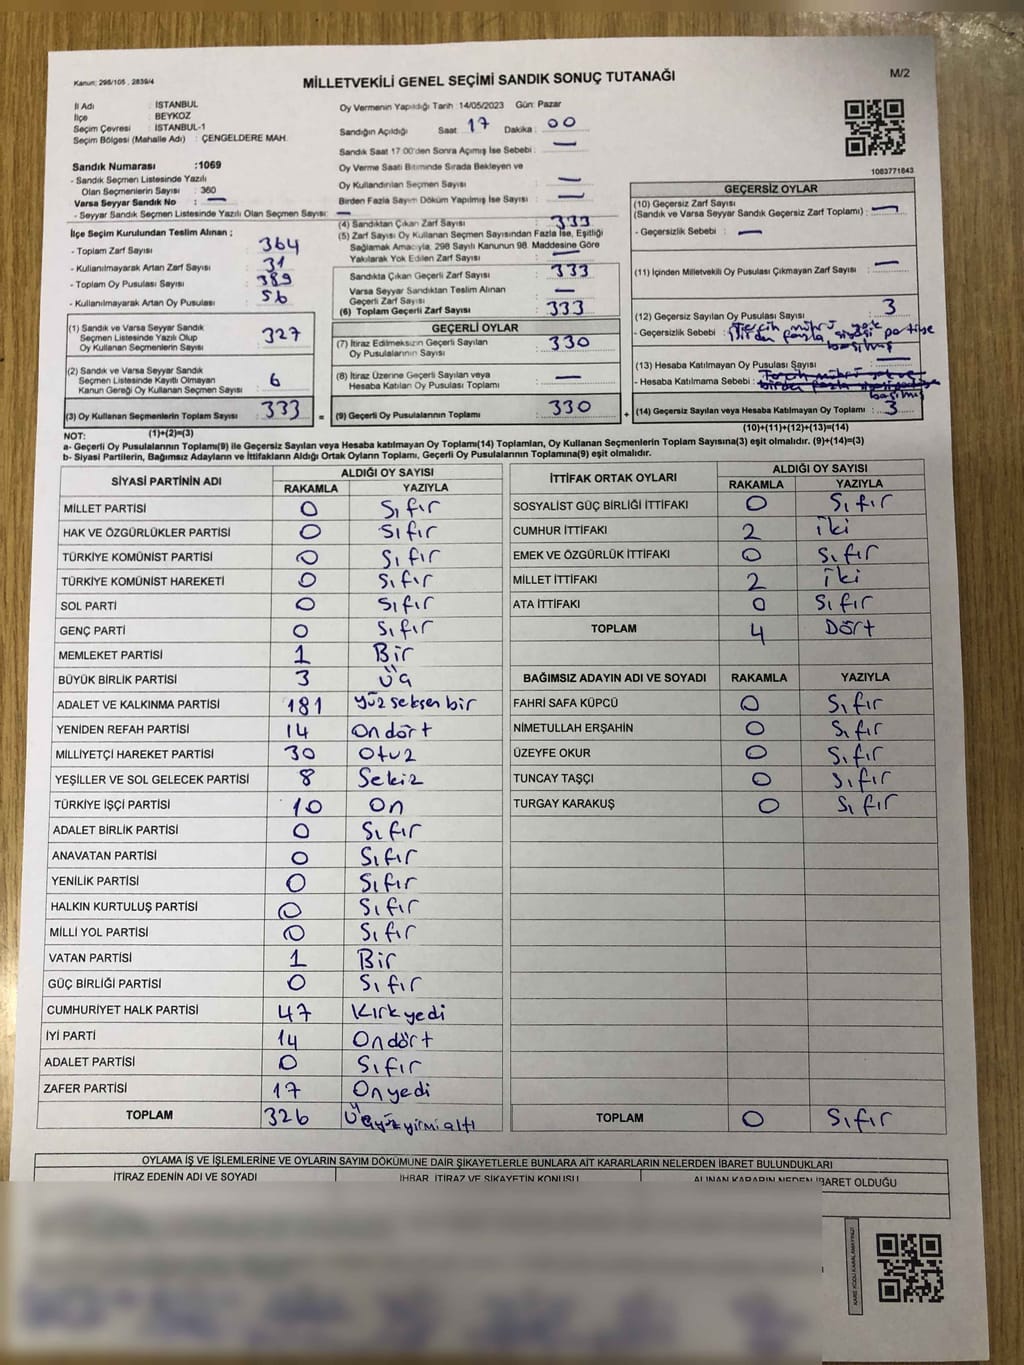 Kanun: 298/105 , 2839/4
MİLLETVEKİLİ GENEL SEÇİMİ SANDIK SONUÇ TUTANAĞI
M/2
İl Adı : İSTANBUL
İlçe : BEYKOZ
Seçim Çevresi : İSTANBUL-1
Seçim Bölgesi (Mahalle Adı) : ÇENGELDERE MAH.
Sandık Numarası :1069
- Sandık Seçmen Listesinde Yazılı
Olan Seçmenlerin Sayısı : 360
Varsa Seyyar Sandık No : —
- Seyyar Sandık Seçmen Listesinde Yazılı Olan Seçmen Sayısı: —
İlçe Seçim Kurulundan Teslim Alınan ;
- Toplam Zarf Sayısı 364
- Kullanılmayarak Artan Zarf Sayısı 31
- Toplam Oy Pusulası Sayısı 389
- Kullanılmayarak Artan Oy Pusulası 56
(1) Sandık ve Varsa Seyyar Sandık
Seçmen Listesinde Yazılı Olup 327
Oy Kullanan Seçmenlerin Sayısı
(2) Sandık ve Varsa Seyyar Sandık
Seçmen Listesinde Kayıtlı Olmayan 6
Kanun Gereği Oy Kullanan Seçmen Sayısı
(3) Oy Kullanan Seçmenlerin Toplam Sayısı 333 =
(1)+(2)=(3)
Oy Vermenin Yapıldığı Tarih :14/05/2023 Gün: Pazar
Sandığın Açıldığı Saat : 17 Dakika : 00
Sandık Saat 17:00'den Sonra Açımış İse Sebebi : —
Oy Verme Saati Bitiminde Sırada Bekleyen ve
Oy Kullandırılan Seçmen Sayısı —
Birden Fazla Sayım Döküm Yapılmış İse Sayısı —
(4) Sandıktan Çıkan Zarf Sayısı 333
(5) Zarf Sayısı Oy Kullanan Seçmen Sayısından Fazla İse, Eşitliği
Sağlamak Amacıyla, 298 Sayılı Kanunun 98. Maddesine Göre
Yakılarak Yok Edilen Zarf Sayısı —
Sandıkta Çıkan Geçerli Zarf Sayısı 333
Varsa Seyyar Sandıktan Teslim Alınan
Geçerli Zarf Sayısı —
(6) Toplam Geçerli Zarf Sayısı 333
GEÇERLİ OYLAR
(7) İtiraz Edilmeksizin Geçerli Sayılan
Oy Pusulalarının Sayısı 330
(8) İtiraz Üzerine Geçerli Sayılan veya
Hesaba Katılan Oy Pusulası Toplamı —
(9) Geçerli Oy Pusulalarının Toplamı 330 +
1083771843
GEÇERSİZ OYLAR
(10) Geçersiz Zarf Sayısı
(Sandık ve Varsa Seyyar Sandık Geçersiz Zarf Toplamı) : —
- Geçersizlik Sebebi : —
(11) İçinden Milletvekili Oy Pusulası Çıkmayan Zarf Sayısı : —
(12) Geçersiz Sayılan Oy Pusulası Sayısı 3
- Geçersizlik Sebebi : Tercih mührü yok
Birden fazla siyasi partiye
basılmış
(13) Hesaba Katılmayan Oy Pusulası Sayısı —
- Hesaba Katılmama Sebebi :
(14) Geçersiz Sayılan veya Hesaba Katılmayan Oy Toplamı : 3
(10)+(11)+(12)+(13)=(14)
NOT:
a- Geçerli Oy Pusulalarının Toplamı(9) ile Geçersiz Sayılan veya Hesaba katılmayan Oy Toplamı(14) Toplamları, Oy Kullanan Seçmenlerin Toplam Sayısına(3) eşit olmalıdır. (9)+(14)=(3)
b- Siyasi Partilerin, Bağımsız Adayların ve İttifakların Aldığı Ortak Oyların Toplamı, Geçerli Oy Pusulalarının Toplamına(9) eşit olmalıdır.
SİYASİ PARTİNİN ADI ALDIĞI OY SAYISI
RAKAMLA YAZIYLA
MİLLET PARTİSİ 0 Sıfır
HAK VE ÖZGÜRLÜKLER PARTİSİ 0 Sıfır
TÜRKİYE KOMÜNİST PARTİSİ 0 Sıfır
TÜRKİYE KOMÜNİST HAREKETİ 0 Sıfır
SOL PARTİ 0 Sıfır
GENÇ PARTİ 0 Sıfır
MEMLEKET PARTİSİ 1 Bir
BÜYÜK BİRLİK PARTİSİ 3 Üç
ADALET VE KALKINMA PARTİSİ 181 Yüz seksen bir
YENİDEN REFAH PARTİSİ 14 Ondört
MİLLİYETÇİ HAREKET PARTİSİ 30 Otuz
YEŞİLLER VE SOL GELECEK PARTİSİ 8 Sekiz
TÜRKİYE İŞÇİ PARTİSİ 10 On
ADALET BİRLİK PARTİSİ 0 Sıfır
ANAVATAN PARTİSİ 0 Sıfır
YENİLİK PARTİSİ 0 Sıfır
HALKIN KURTULUŞ PARTİSİ 0 Sıfır
MİLLİ YOL PARTİSİ 0 Sıfır
VATAN PARTİSİ 1 Bir
GÜÇ BİRLİĞİ PARTİSİ 0 Sıfır
CUMHURİYET HALK PARTİSİ 47 Kırk yedi
İYİ PARTİ 14 Ondört
ADALET PARTİSİ 0 Sıfır
ZAFER PARTİSİ 17 Onyedi
TOPLAM 326 Üçyüzyirmialtı
İTTİFAK ORTAK OYLARI ALDIĞI OY SAYISI
RAKAMLA YAZIYLA
SOSYALİST GÜÇ BİRLİĞİ İTTİFAKI 0 Sıfır
CUMHUR İTTİFAKI 2 iki
EMEK VE ÖZGÜRLÜK İTTİFAKI 0 Sıfır
MİLLET İTTİFAKI 2 iki
ATA İTTİFAKI 0 Sıfır
TOPLAM 4 Dört
BAĞIMSIZ ADAYIN ADI VE SOYADI RAKAMLA YAZIYLA
FAHRİ SAFA KÜPCÜ 0 Sıfır
NİMETULLAH ERŞAHİN 0 Sıfır
ÜZEYFE OKUR 0 Sıfır
TUNCAY TAŞÇI 0 Sıfır
TURGAY KARAKUŞ 0 Sıfır
TOPLAM 0 Sıfır
OYLAMA İŞ VE İŞLEMLERİNE VE OYLARIN SAYIM DÖKÜMÜNE DAİR ŞİKAYETLERLE BUNLARA AİT KARARLARIN NELERDEN İBARET BULUNDUKLARI
İTİRAZ EDENİN ADI VE SOYADI İHBAR, İTİRAZ VE ŞİKAYETİN KONUSU ALINAN KARARIN NEDEN İBARET OLDUĞU
KARE KODU KARALAMAYINIZ!